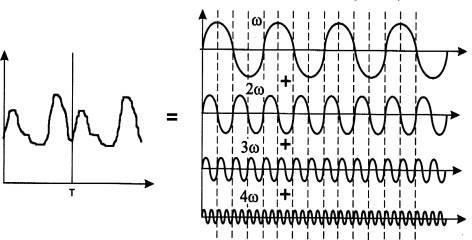 ω
+
2ω
=
+
3ω
+
4ω
T